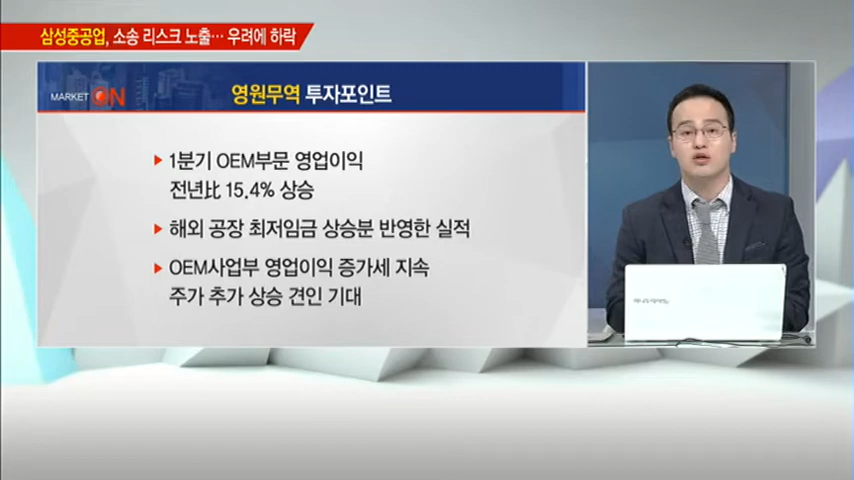 삼성중공업, 소송 리스크 노출… 우려에 하락
MARKET ON
영원무역 투자포인트
1분기 OEM부문 영업이익
전년比 15.4% 상승
해외 공장 최저임금 상승분 반영한 실적
OEM사업부 영업이익 증가세 지속
주가 추가 상승 견인 기대